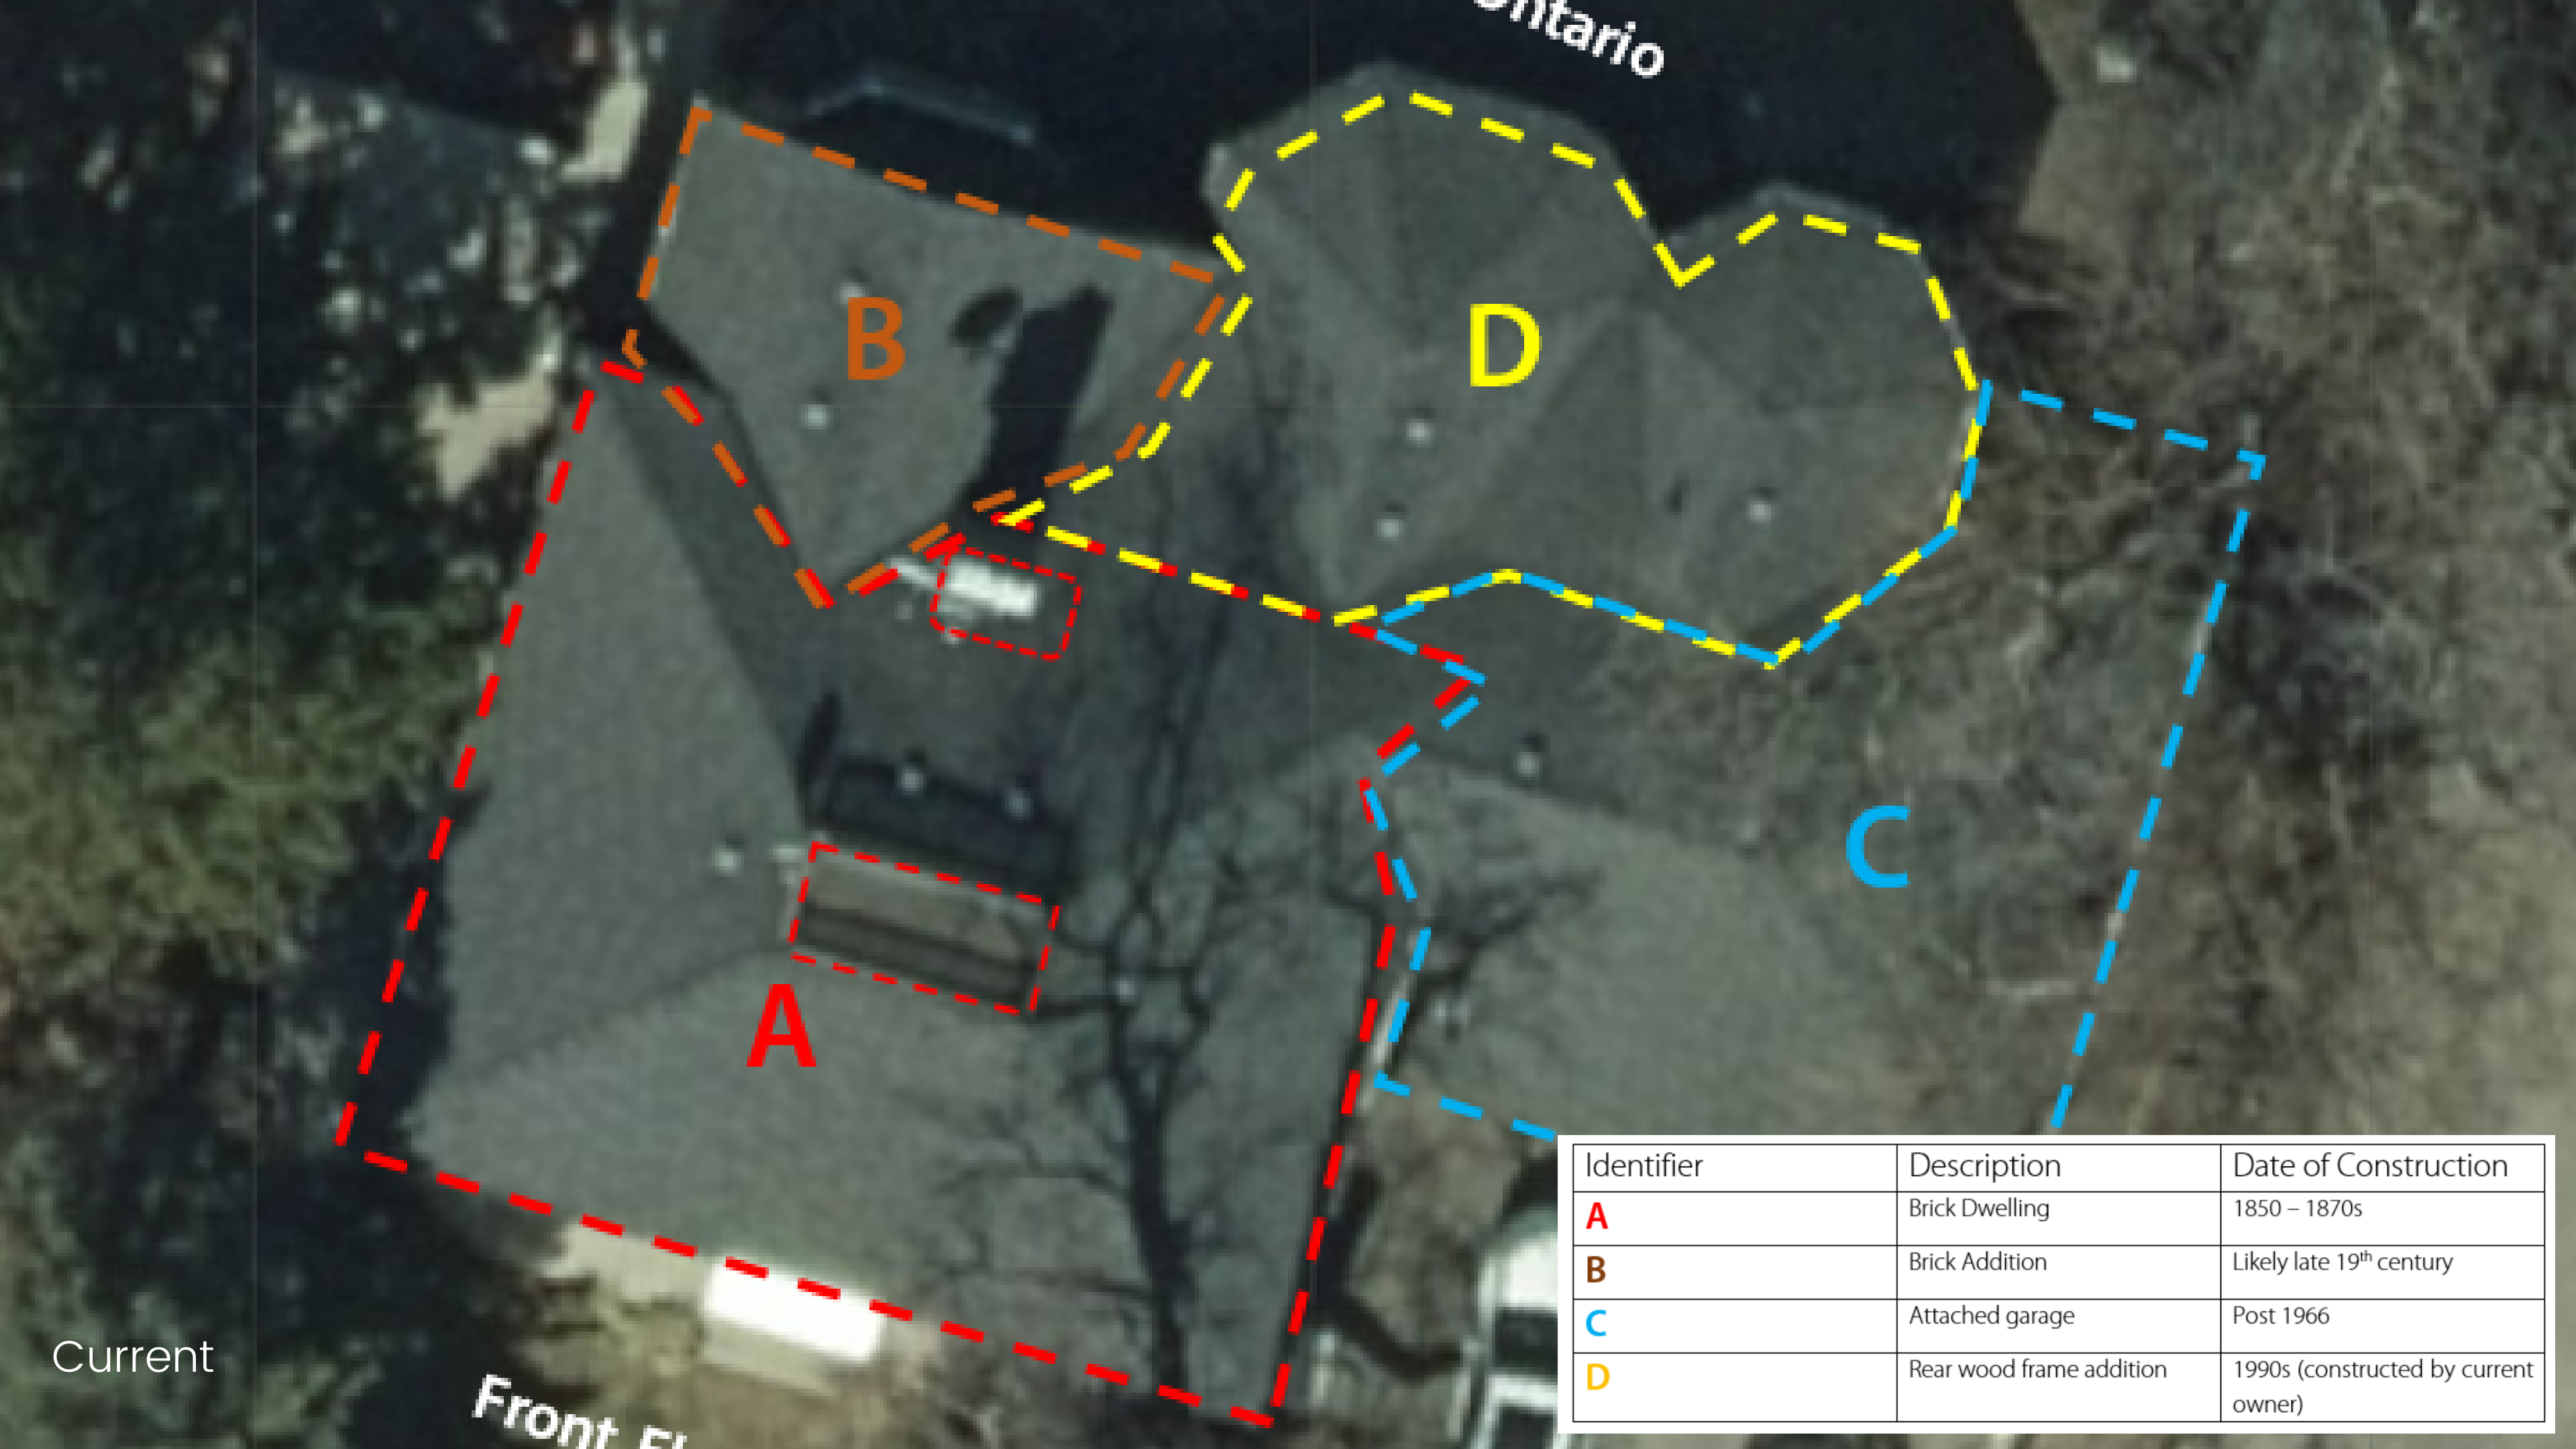 B
D
C
A
Current
Identifier Description Date of Construction
A Brick Dwelling 1850 – 1870s
B Brick Addition Likely late 19th century
C Attached garage Post 1966
D Rear wood frame addition 1990s (constructed by current
owner)
Front